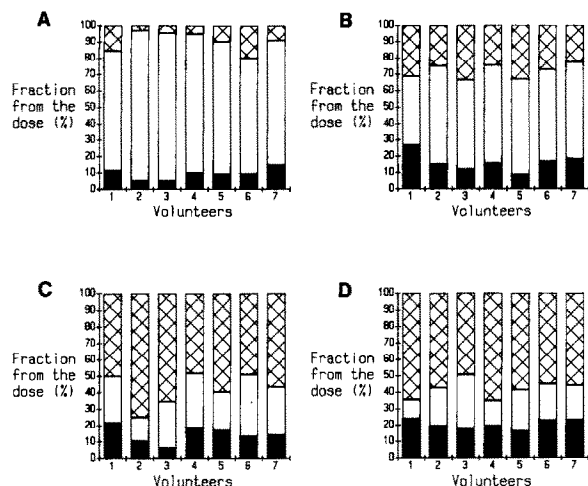 A
100
90
80
70
60
50
40
30
20
10
0
Fraction
from the
dose (%)
1 2 3 4 5 6 7
Volunteers
B
100
90
80
70
60
50
40
30
20
10
0
Fraction
from the
dose (%)
1 2 3 4 5 6 7
Volunteers
C
100
90
80
70
60
50
40
30
20
10
0
Fraction
from the
dose (%)
1 2 3 4 5 6 7
Volunteers
D
100
90
80
70
60
50
40
30
20
10
0
Fraction
from the
dose (%)
1 2 3 4 5 6 7
Volunteers